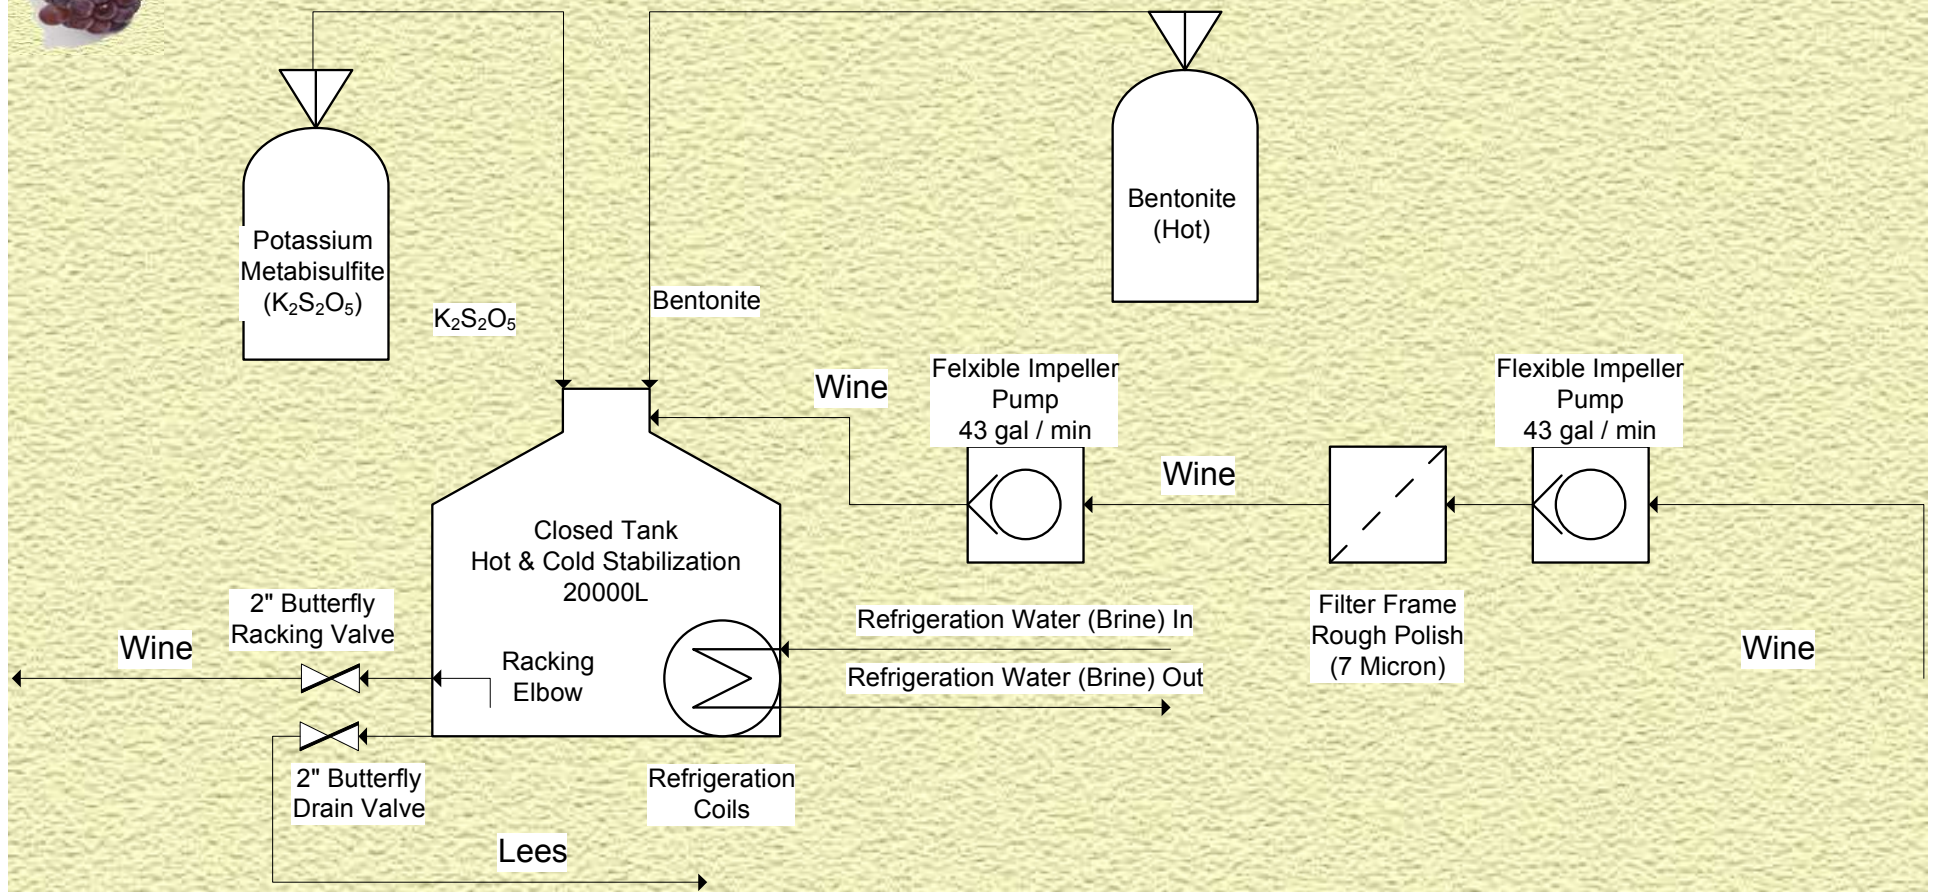 Potassium
Metabisulfite
(K₂S₂O₅)
K₂S₂O₅
Bentonite
Bentonite
(Hot)
Wine
Felxible Impeller
Pump
43 gal / min
Wine
Flexible Impeller
Pump
43 gal / min
Closed Tank
Hot & Cold Stabilization
20000L
2" Butterfly
Racking Valve
Wine
Racking
Elbow
Refrigeration Water (Brine) In
Refrigeration Water (Brine) Out
Filter Frame
Rough Polish
(7 Micron)
Wine
2" Butterfly
Drain Valve
Refrigeration
Coils
Lees